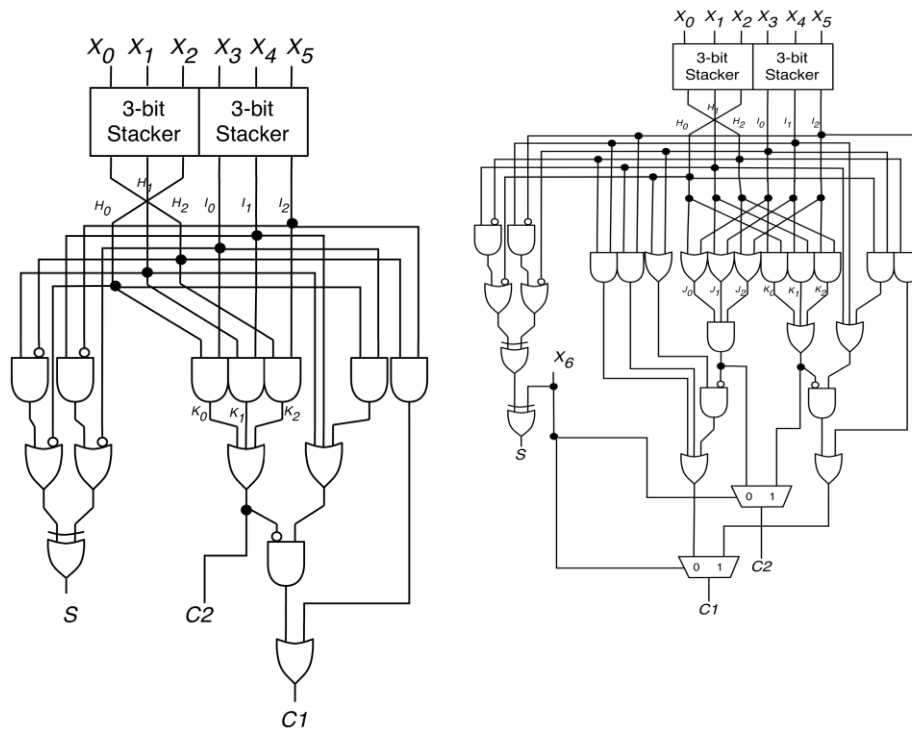 X0 X1 X2 X3 X4 X5
3-bit Stacker
3-bit Stacker
H0 H1 H2 I0 I1 I2
K0 K1 K2
S
C2
C1
X0 X1 X2 X3 X4 X5
3-bit Stacker
3-bit Stacker
H0 H1 H2 I0 I1 I2
J0 J1 J2 K0 K1 K2
X6
S
0 1
C2
0 1
C1